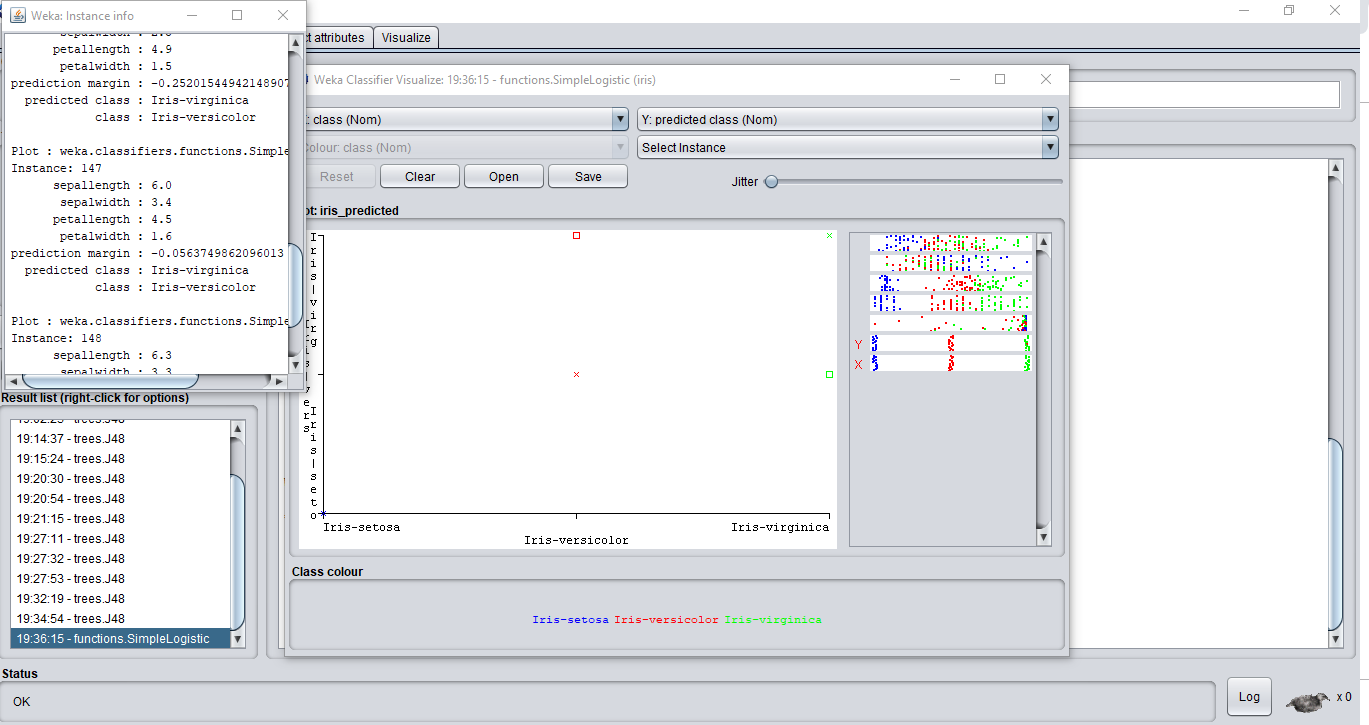 Weka: Instance info
petallength : 4.9
petalwidth : 1.5
prediction margin : -0.25201544942148907
predicted class : Iris-virginica
class : Iris-versicolor
Plot : weka.classifiers.functions.Simple
Instance: 147
sepallength : 6.0
sepalwidth : 3.4
petallength : 4.5
petalwidth : 1.6
prediction margin : -0.0563749862096013
predicted class : Iris-virginica
class : Iris-versicolor
Plot : weka.classifiers.functions.Simple
Instance: 148
sepallength : 6.3
sepalwidth : 3.3
ct attributes
Visualize
Weka Classifier Visualize: 19:36:15 - functions.SimpleLogistic (iris)
: class (Nom)
Y: predicted class (Nom)
Colour: class (Nom)
Select Instance
Reset
Clear
Open
Save
Jitter
ot: iris_predicted
Y
X
Iris-setosa
Iris-versicolor
Iris-virginica
Class colour
Iris-setosa Iris-versicolor Iris-virginica
Result list (right-click for options)
19:02:25 - trees.J48
19:14:37 - trees.J48
19:15:24 - trees.J48
19:20:30 - trees.J48
19:20:54 - trees.J48
19:21:15 - trees.J48
19:27:11 - trees.J48
19:27:32 - trees.J48
19:27:53 - trees.J48
19:32:19 - trees.J48
19:34:54 - trees.J48
19:36:15 - functions.SimpleLogistic
Status
OK
Log
x 0